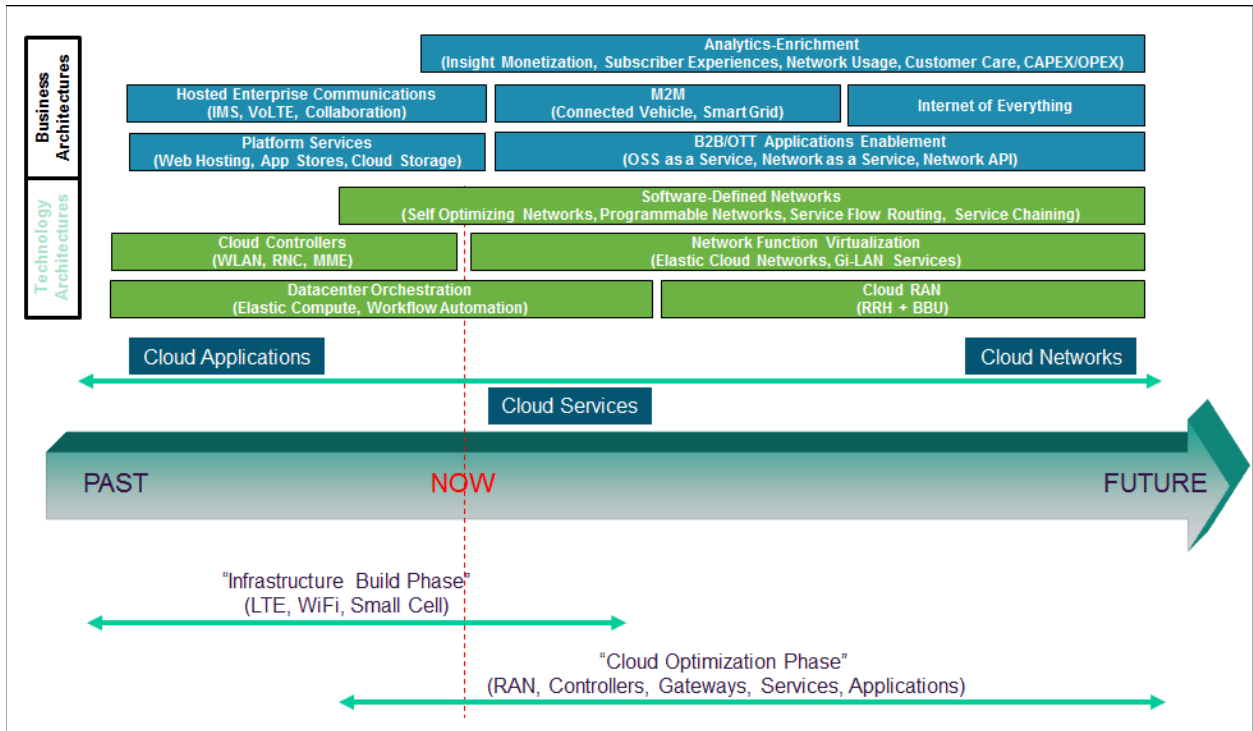 Business
Architectures
Analytics-Enrichment
(Insight Monetization, Subscriber Experiences, Network Usage, Customer Care, CAPEX/OPEX)
Hosted Enterprise Communications
(IMS, VoLTE, Collaboration)
M2M
(Connected Vehicle, Smart Grid)
Internet of Everything
Platform Services
(Web Hosting, App Stores, Cloud Storage)
B2B/OTT Applications Enablement
(OSS as a Service, Network as a Service, Network API)
Technology
Architectures
Software-Defined Networks
(Self Optimizing Networks, Programmable Networks, Service Flow Routing, Service Chaining)
Cloud Controllers
(WLAN, RNC, MME)
Network Function Virtualization
(Elastic Cloud Networks, Gi-LAN Services)
Datacenter Orchestration
(Elastic Compute, Workflow Automation)
Cloud RAN
(RRH + BBU)
Cloud Applications
Cloud Networks
Cloud Services
PAST
NOW
FUTURE
“Infrastructure Build Phase”
(LTE, WiFi, Small Cell)
“Cloud Optimization Phase”
(RAN, Controllers, Gateways, Services, Applications)